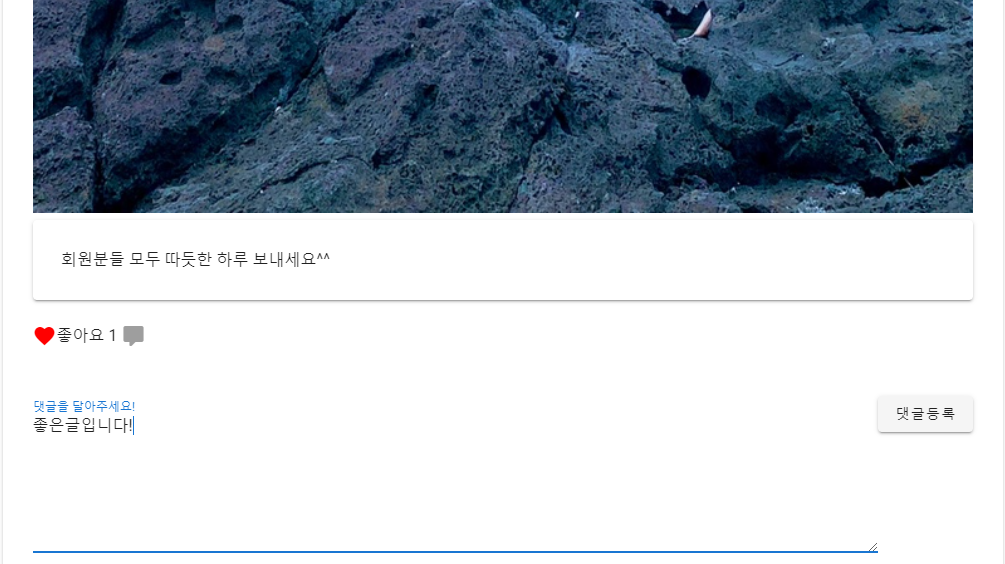 회원분들 모두 따듯한 하루 보내세요^^
좋아요 1
댓글을 달아주세요!
좋은글입니다!
댓글등록